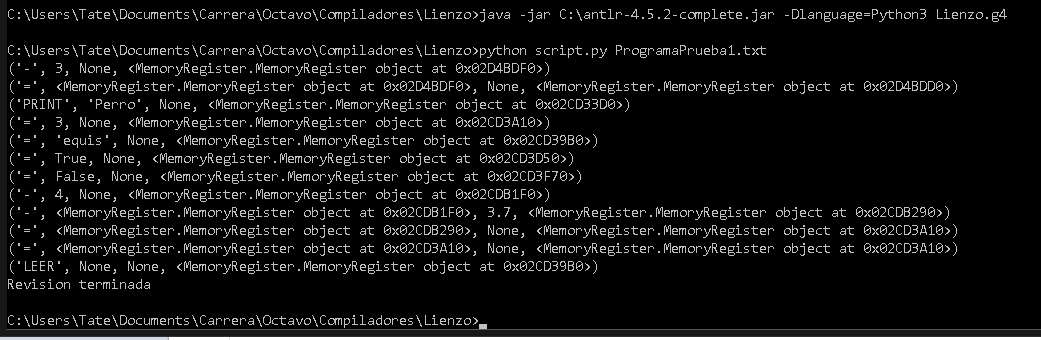 C:\Users\Tate\Documents\Carrera\Octavo\Compiladores\Lienzo>java -jar C:\antlr-4.5.2-complete.jar -Dlanguage=Python3 Lienzo.g4
C:\Users\Tate\Documents\Carrera\Octavo\Compiladores\Lienzo>python script.py ProgramaPrueba1.txt
('-', 3, None, <MemoryRegister.MemoryRegister object at 0x02D4BDF0>)
('=', <MemoryRegister.MemoryRegister object at 0x02D4BDF0>, None, <MemoryRegister.MemoryRegister object at 0x02D4BDD0>)
('PRINT', 'Perro', None, <MemoryRegister.MemoryRegister object at 0x02CD33D0>)
('=', 3, None, <MemoryRegister.MemoryRegister object at 0x02CD3A10>)
('=', 'equis', None, <MemoryRegister.MemoryRegister object at 0x02CD39B0>)
('=', True, None, <MemoryRegister.MemoryRegister object at 0x02CD3D50>)
('=', False, None, <MemoryRegister.MemoryRegister object at 0x02CD3F70>)
('-', 4, None, <MemoryRegister.MemoryRegister object at 0x02CDB1F0>)
('-', <MemoryRegister.MemoryRegister object at 0x02CDB1F0>, 3.7, <MemoryRegister.MemoryRegister object at 0x02CDB290>)
('=', <MemoryRegister.MemoryRegister object at 0x02CDB290>, None, <MemoryRegister.MemoryRegister object at 0x02CD3A10>)
('=', <MemoryRegister.MemoryRegister object at 0x02CD3A10>, None, <MemoryRegister.MemoryRegister object at 0x02CD3A10>)
('LEER', None, None, <MemoryRegister.MemoryRegister object at 0x02CD39B0>)
Revision terminada
C:\Users\Tate\Documents\Carrera\Octavo\Compiladores\Lienzo>